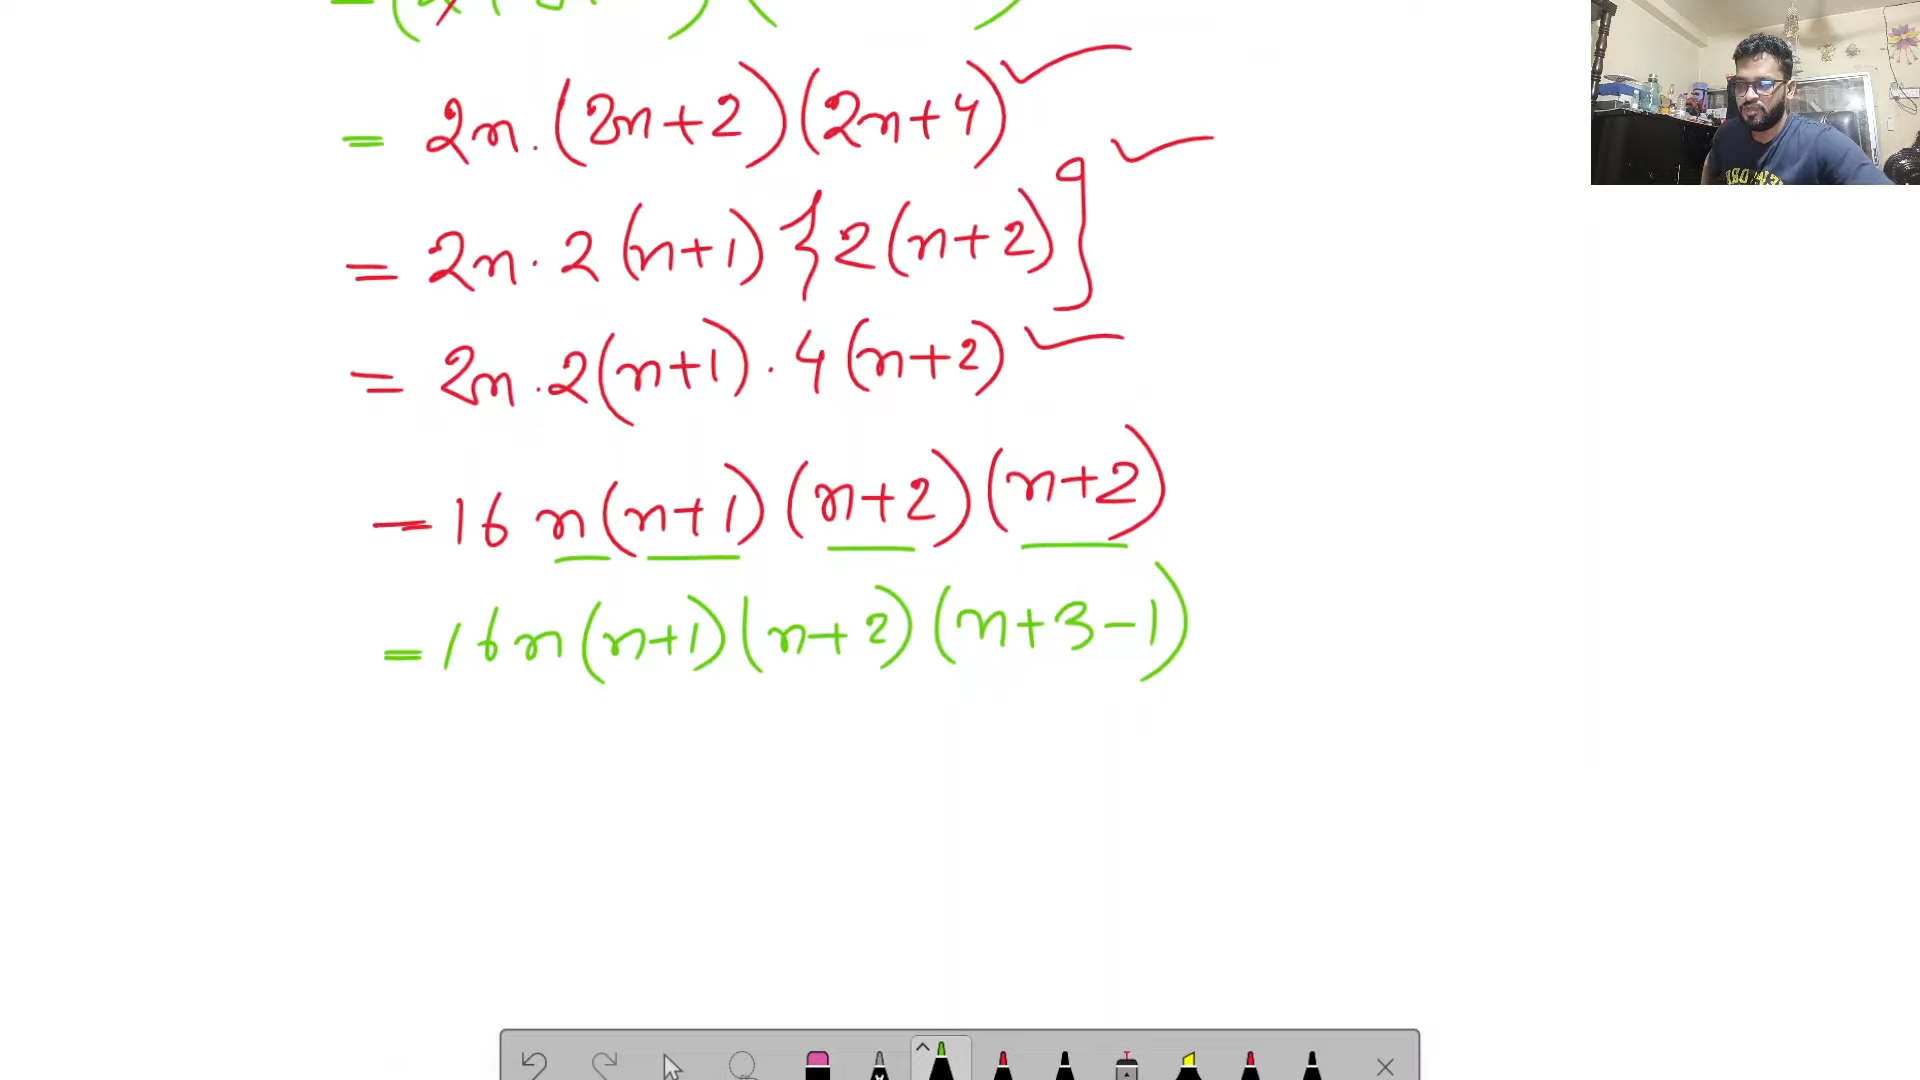 = 2n.(2n+2)(2n+4)
= 2n.2(n+1){2(n+2)}
= 2n.2(n+1).4(n+2)
= 16 n(n+1)(n+2)(n+2)
= 16n(n+1)(n+2)(n+3-1)